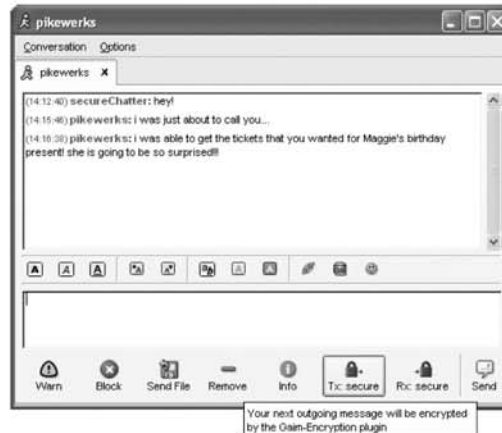 pikewerks
Conversation Options
pikewerks x
(14:12:40) secureChatter: hey!
(14:15:46) pikewerks: i was just about to call you...
(14:16:38) pikewerks: i was able to get the tickets that you wanted for Maggie's birthday
present! she is going to be so surprised!!!
Warn Block Send File Remove Info Tx: secure Rx: secure Send
Your next outgoing message will be encrypted
by the Gaim-Encryption plugin